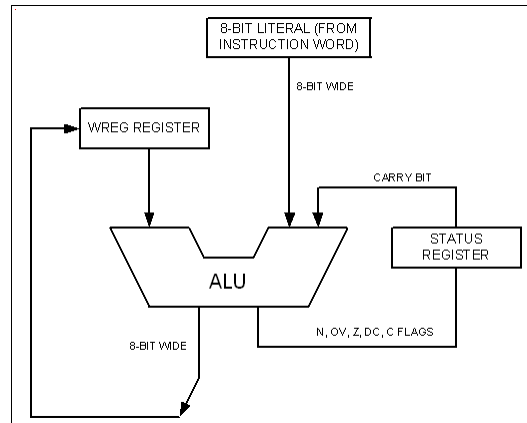 8-BIT LITERAL (FROM
INSTRUCTION WORD)
8-BIT WIDE
WREG REGISTER
CARRY BIT
STATUS
REGISTER
ALU
N, OV, Z, DC, C FLAGS
8-BIT WIDE